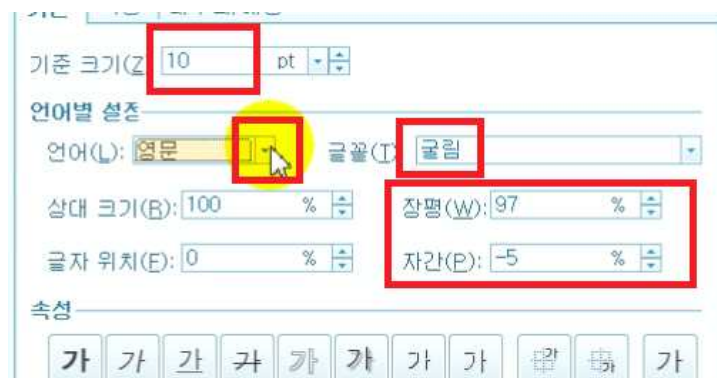 기준 크기(Z 10 pt
언어별 설정
언어(L): 영문 글꼴(T) 굴림
상대 크기(R): 100 % 장평(W): 97 %
글자 위치(E): 0 % 자간(P): -5 %
속성
가 가 가 가 가 가 가 가 가 가 가